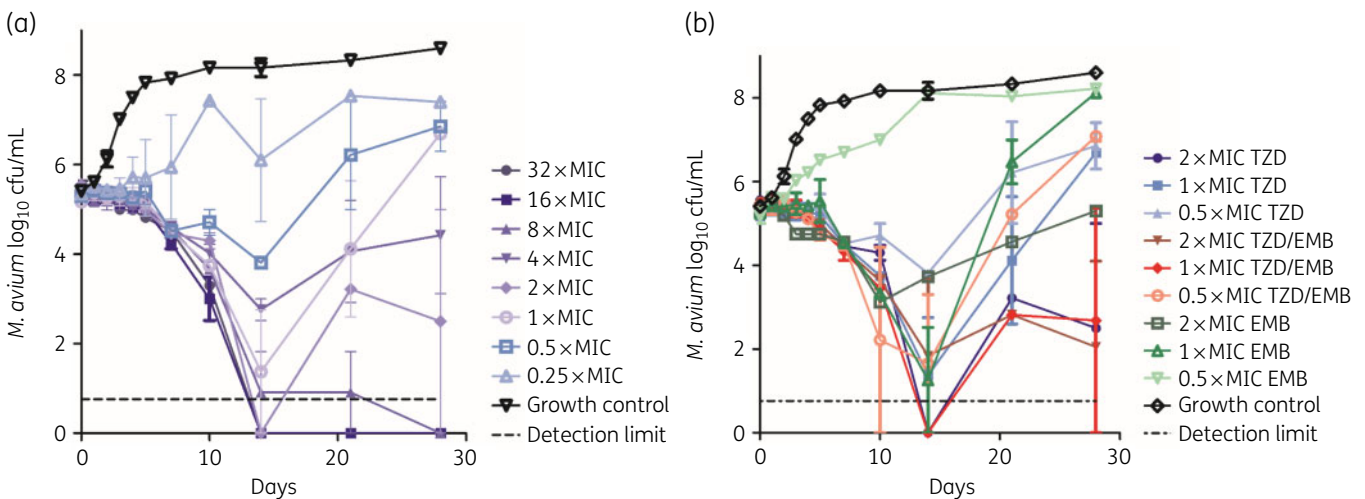 (a)
M. avium log10 cfu/mL
8
6
4
2
0
0
10
20
30
Days
32×MIC
16×MIC
8×MIC
4×MIC
2×MIC
1×MIC
0.5×MIC
0.25×MIC
Growth control
Detection limit
(b)
M. avium log10 cfu/mL
8
6
4
2
0
0
10
20
30
Days
2×MIC TZD
1×MIC TZD
0.5×MIC TZD
2×MIC TZD/EMB
1×MIC TZD/EMB
0.5×MIC TZD/EMB
2×MIC EMB
1×MIC EMB
0.5×MIC EMB
Growth control
Detection limit